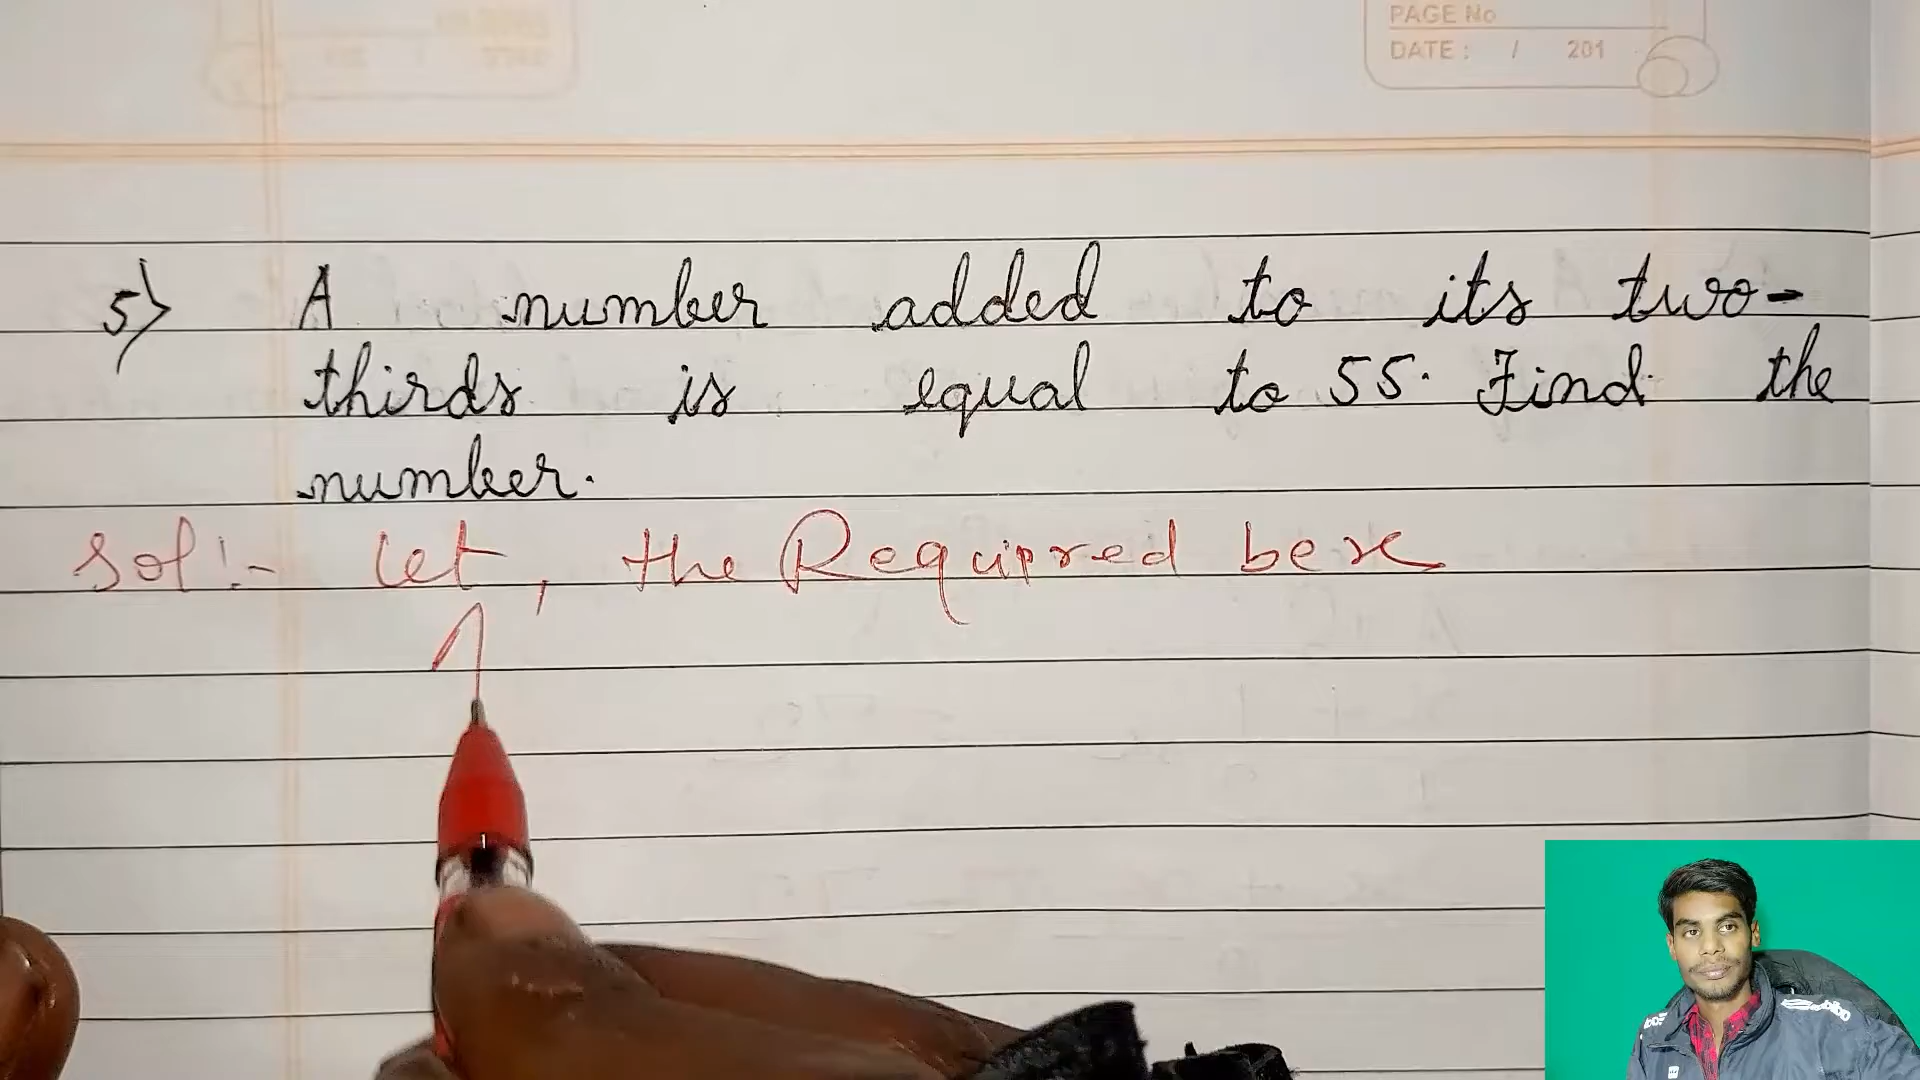 PAGE No
DATE : / 201
5) A number added to its two-
thirds is equal to 55. Find the
number.
Sol:- let, the Required be x